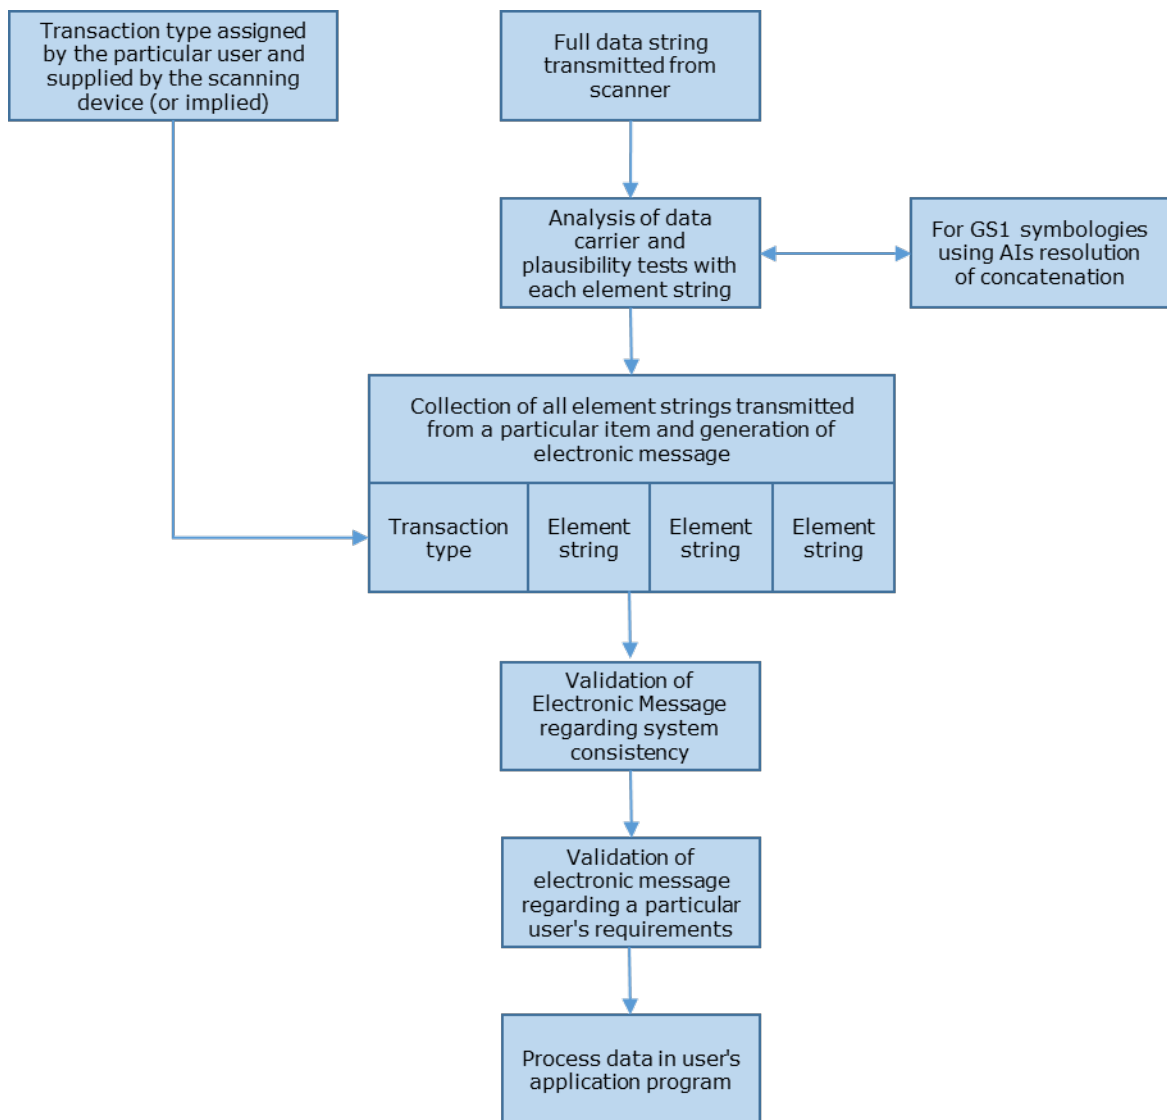 Transaction type assigned
by the particular user and
supplied by the scanning
device (or implied)
Full data string
transmitted from
scanner
Analysis of data
carrier and
plausibility tests with
each element string
For GS1 symbologies
using AIs resolution
of concatenation
Collection of all element strings transmitted
from a particular item and generation of
electronic message
Transaction
type
Element
string
Element
string
Element
string
Validation of
Electronic Message
regarding system
consistency
Validation of
electronic message
regarding a particular
user's requirements
Process data in user's
application program